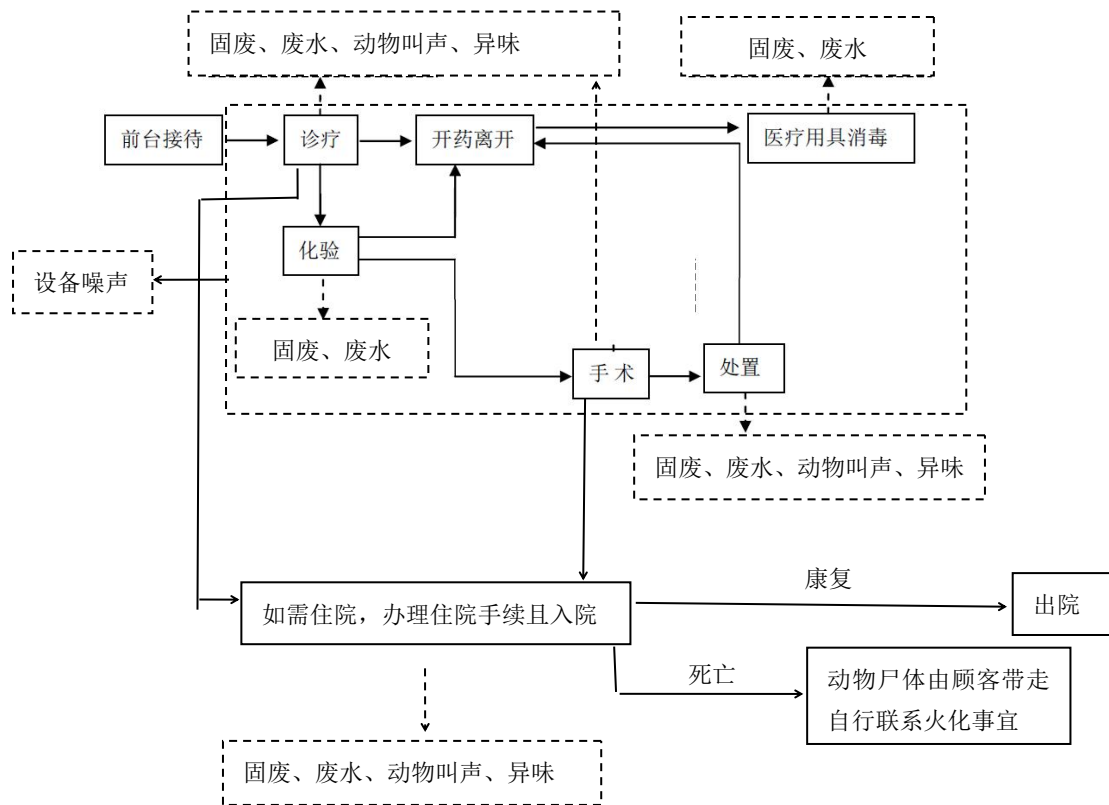 固废、废水、动物叫声、异味
固废、废水
前台接待
诊疗
开药离开
医疗用具消毒
化验
设备噪声
固废、废水
手 术
处置
固废、废水、动物叫声、异味
康复
如需住院，办理住院手续且入院
出院
死亡
动物尸体由顾客带走
自行联系火化事宜
固废、废水、动物叫声、异味